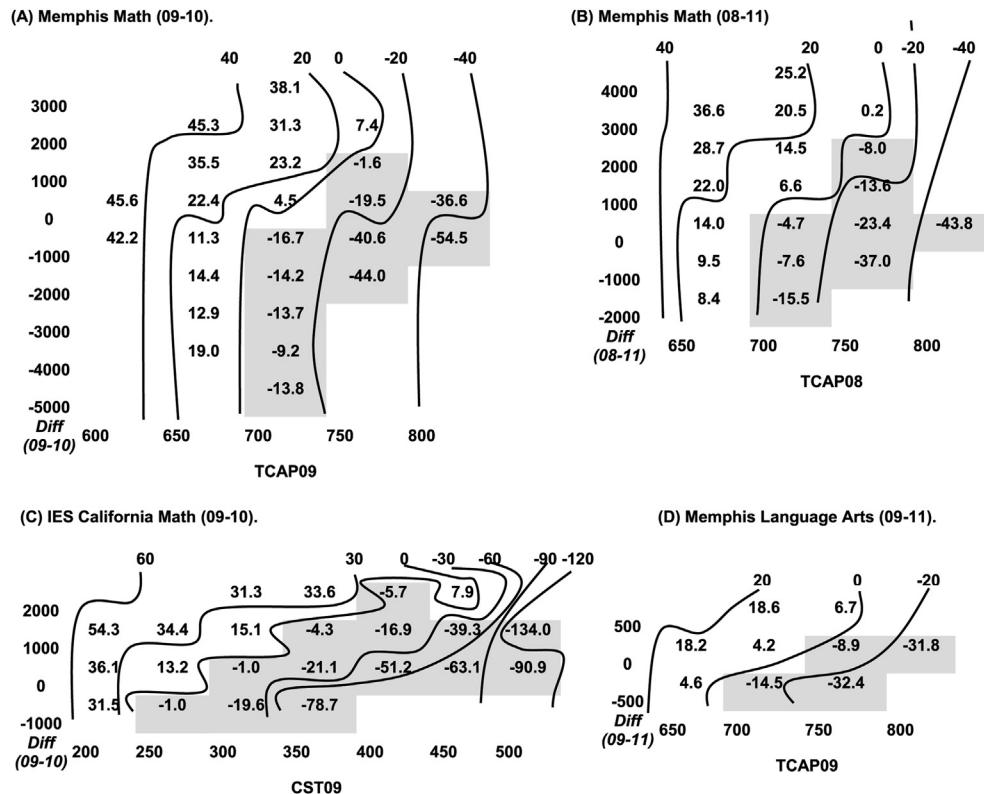 (A) Memphis Math (09-10).
40 20 0 -20 -40
38.1
3000
45.3 31.3 7.4
2000
35.5 23.2 -1.6
1000
45.6 22.4 4.5 -19.5 -36.6
0
42.2 11.3 -16.7 -40.6 -54.5
-1000
14.4 -14.2 -44.0
-2000
12.9 -13.7
-3000
19.0 -9.2
-4000
-13.8
-5000
Diff
(09-10) 600 650 700 750 800
TCAP09
(B) Memphis Math (08-11)
40 20 0 -20 -40
25.2
4000
36.6 20.5 0.2
3000
28.7 14.5 -8.0
2000
22.0 6.6 -13.6
1000
14.0 -4.7 -23.4 -43.8
0
9.5 -7.6 -37.0
-1000
8.4 -15.5
-2000
Diff
(08-11) 650 700 750 800
TCAP08
(C) IES California Math (09-10).
60 30 0 -30 -60 -90 -120
31.3 33.6 -5.7 7.9
2000
54.3 34.4 15.1 -4.3 -16.9 -39.3 -134.0
1000
36.1 13.2 -1.0 -21.1 -51.2 -63.1 -90.9
0
31.5 -1.0 -19.6 -78.7
-1000
Diff
(09-10) 200 250 300 350 400 450 500
CST09
(D) Memphis Language Arts (09-11).
20 0 -20
18.6 6.7
500
18.2 4.2 -8.9 -31.8
0
4.6 -14.5 -32.4
-500
Diff
(09-11) 650 700 750 800
TCAP09